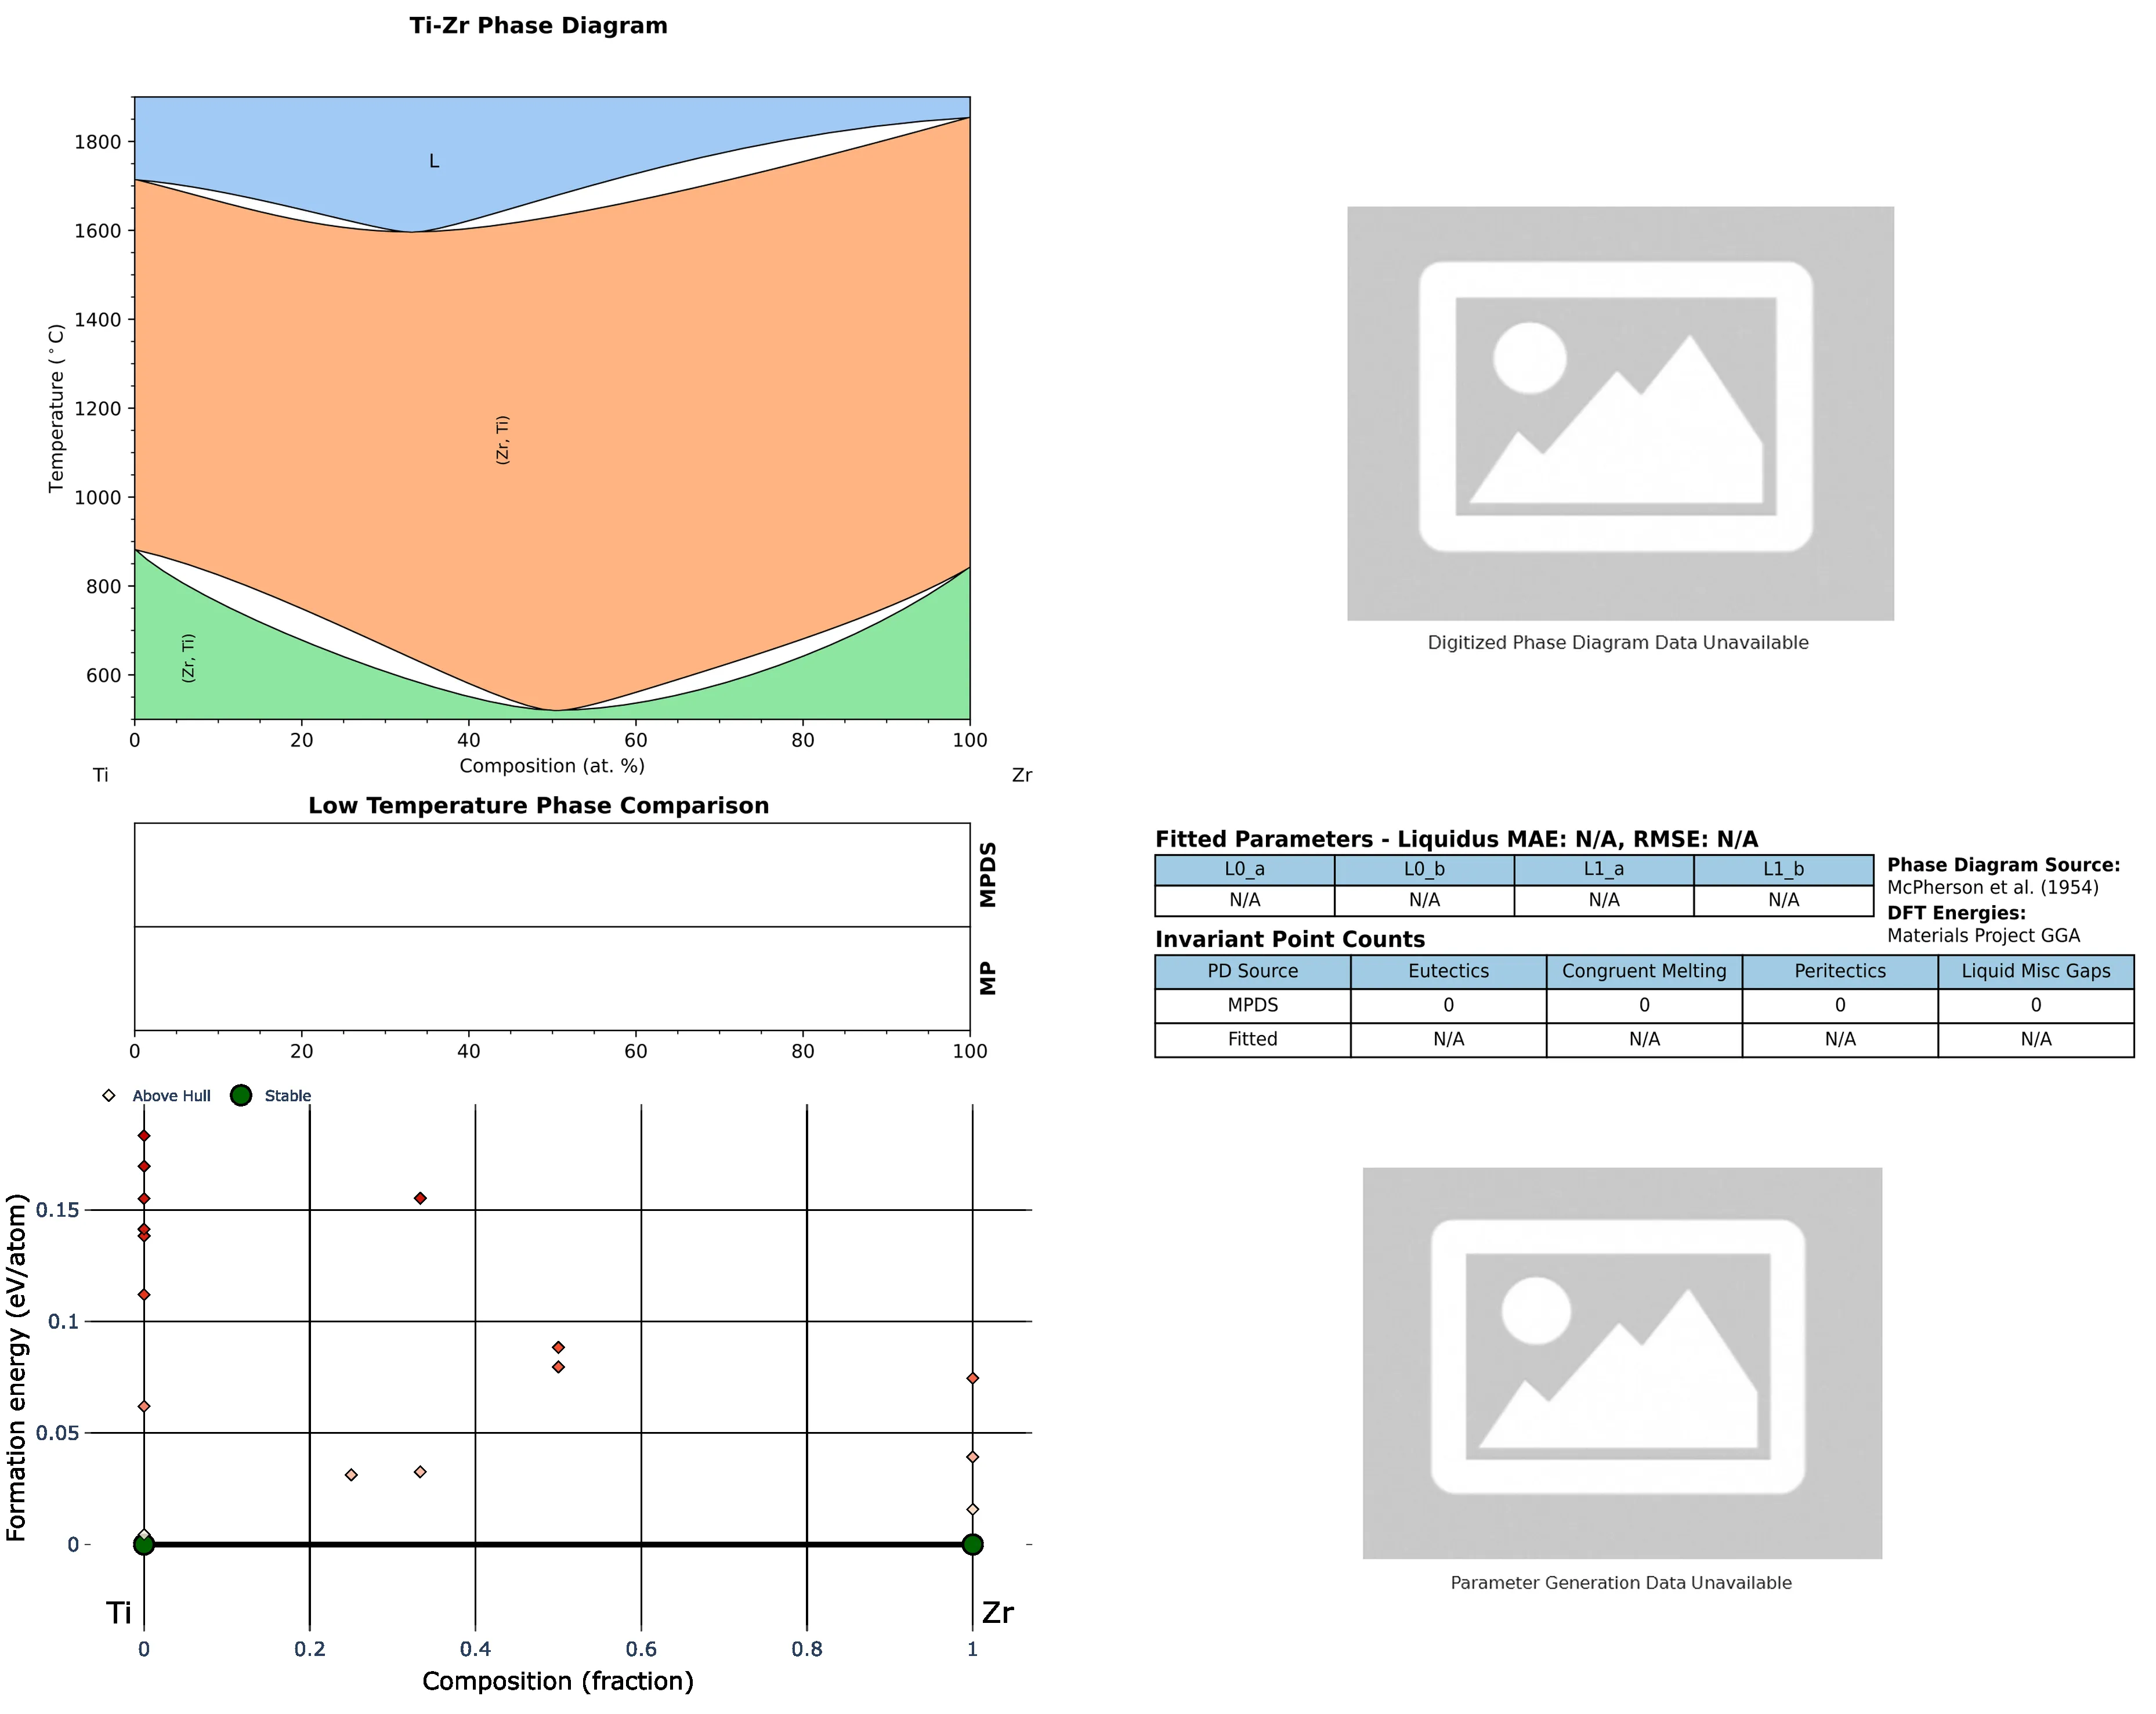 Ti-Zr Phase Diagram
1800
1600
1400
1200
1000
800
600
Temperature (°C)
L
(Zr, Ti)
(Zr, Ti)
0 20 40 60 80 100
Ti Composition (at. %) Zr
Digitized Phase Diagram Data Unavailable
Low Temperature Phase Comparison
MPDS
MP
0 20 40 60 80 100
Fitted Parameters - Liquidus MAE: N/A, RMSE: N/A
L0_a L0_b L1_a L1_b
N/A N/A N/A N/A
Phase Diagram Source:
McPherson et al. (1954)
DFT Energies:
Materials Project GGA
Invariant Point Counts
PD Source Eutectics Congruent Melting Peritectics Liquid Misc Gaps
MPDS 0 0 0 0
Fitted N/A N/A N/A N/A
Above Hull Stable
0.15
0.1
0.05
0
Formation energy (eV/atom)
Ti Zr
0 0.2 0.4 0.6 0.8 1
Composition (fraction)
Parameter Generation Data Unavailable